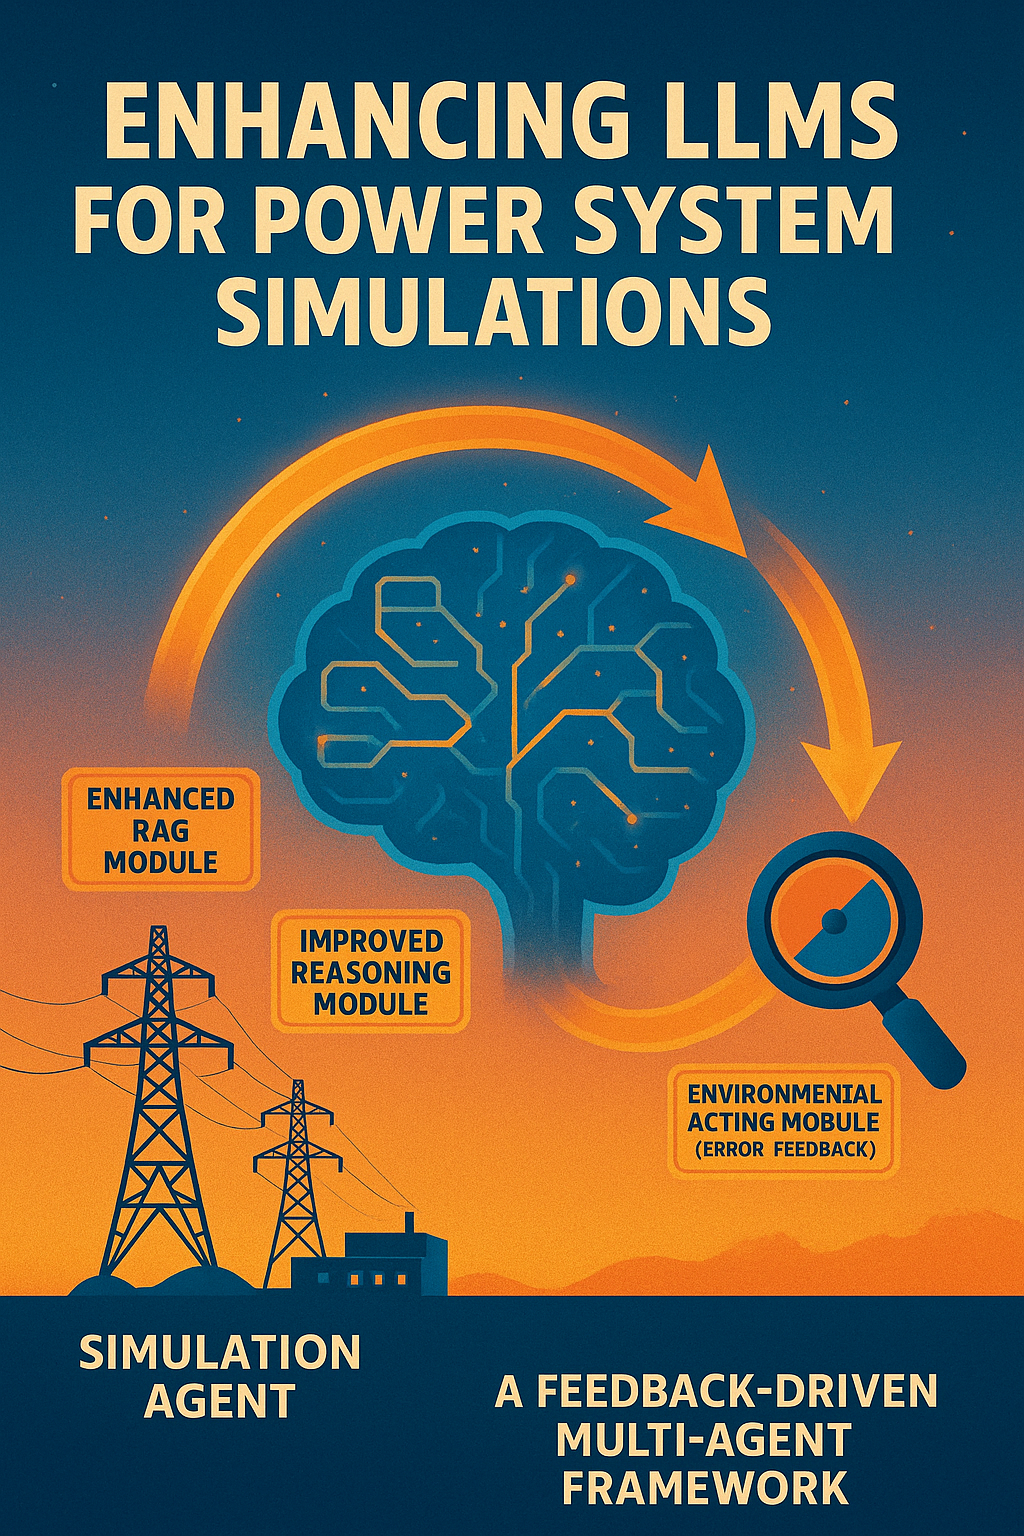 ENHANCING LLMS
FOR POWER SYSTEM
SIMULATIONS
ENHANCED
RAG
MODULE
IMPROVED
REASONING
MODULE
ENVIRONMENIAL
ACTING MOBULE
(ERROR FEEDBACK)
SIMULATION
AGENT
A FEEDBACK-DRIVEN
MULTI-AGENT
FRAMEWORK